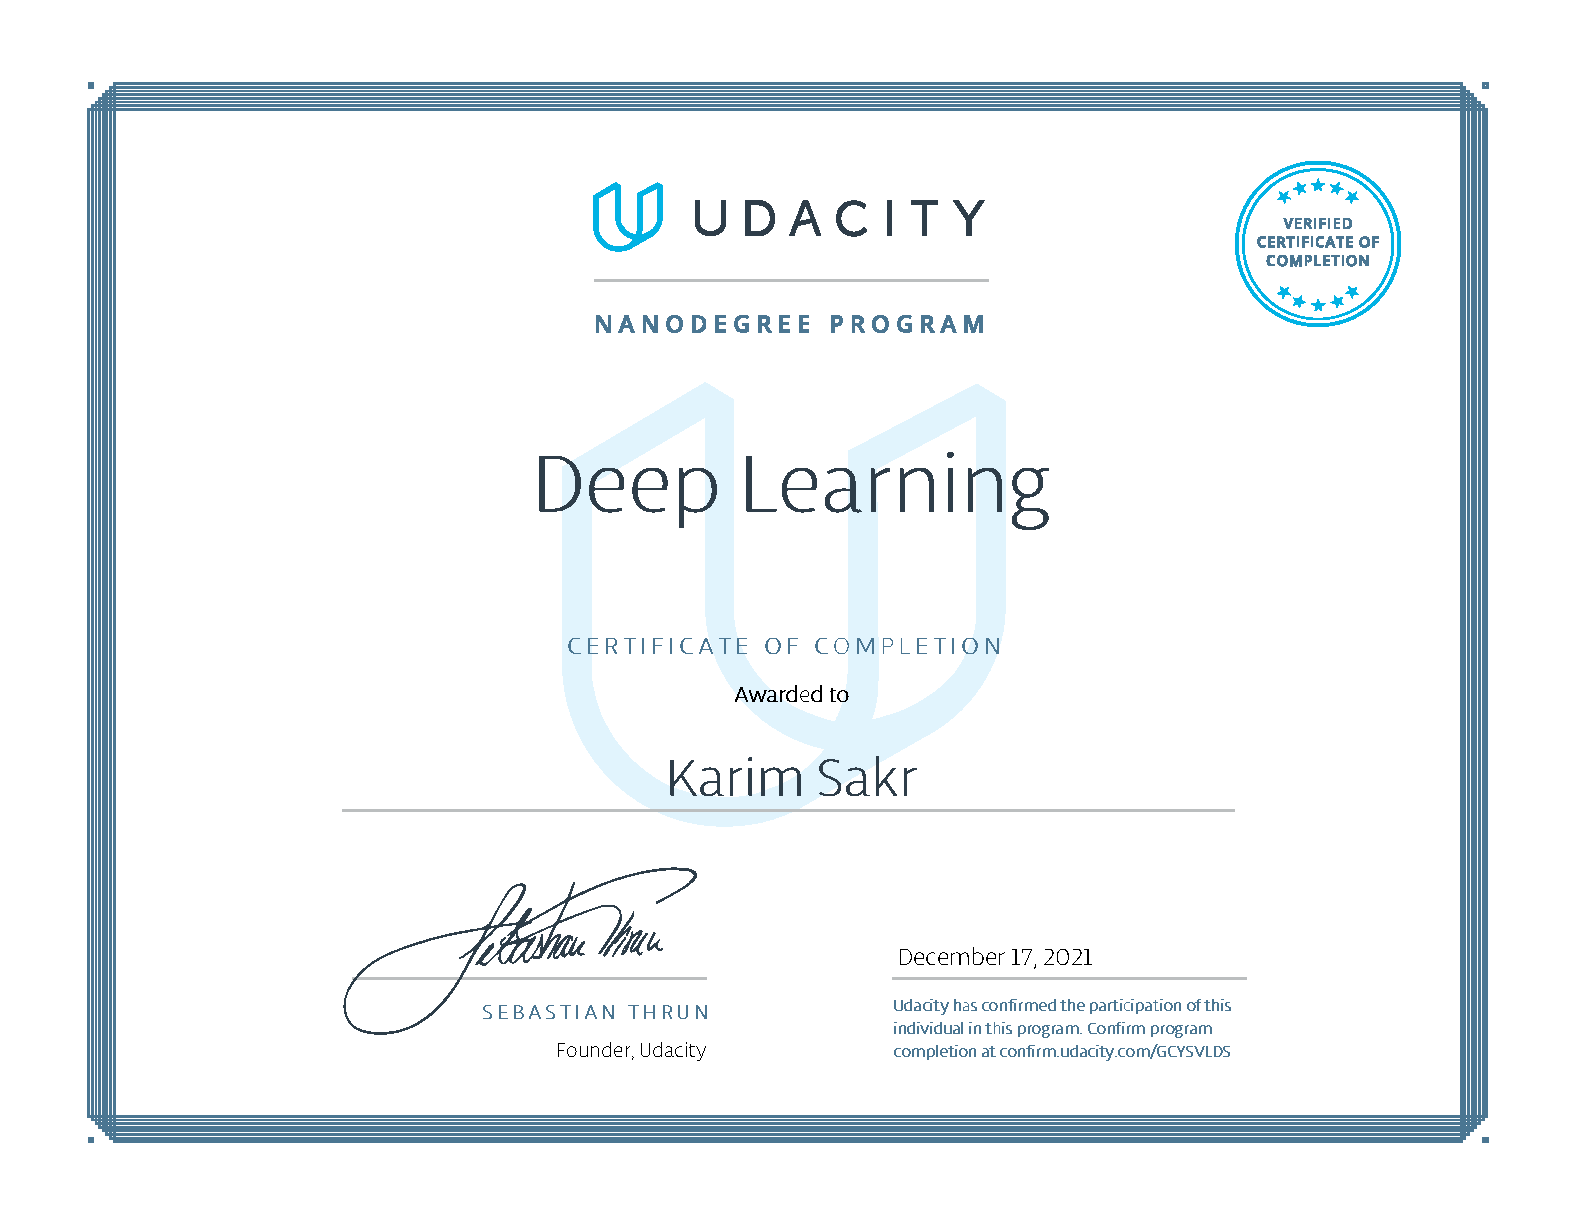 UDACITY
VERIFIED
CERTIFICATE OF
COMPLETION
NANODEGREE PROGRAM
Deep Learning
CERTIFICATE OF COMPLETION
Awarded to
Karim Sakr
Sebastian Thrun
December 17, 2021
SEBASTIAN THRUN
Founder, Udacity
Udacity has confirmed the participation of this
individual in this program. Confirm program
completion at confirm.udacity.com/GCYSVLDS